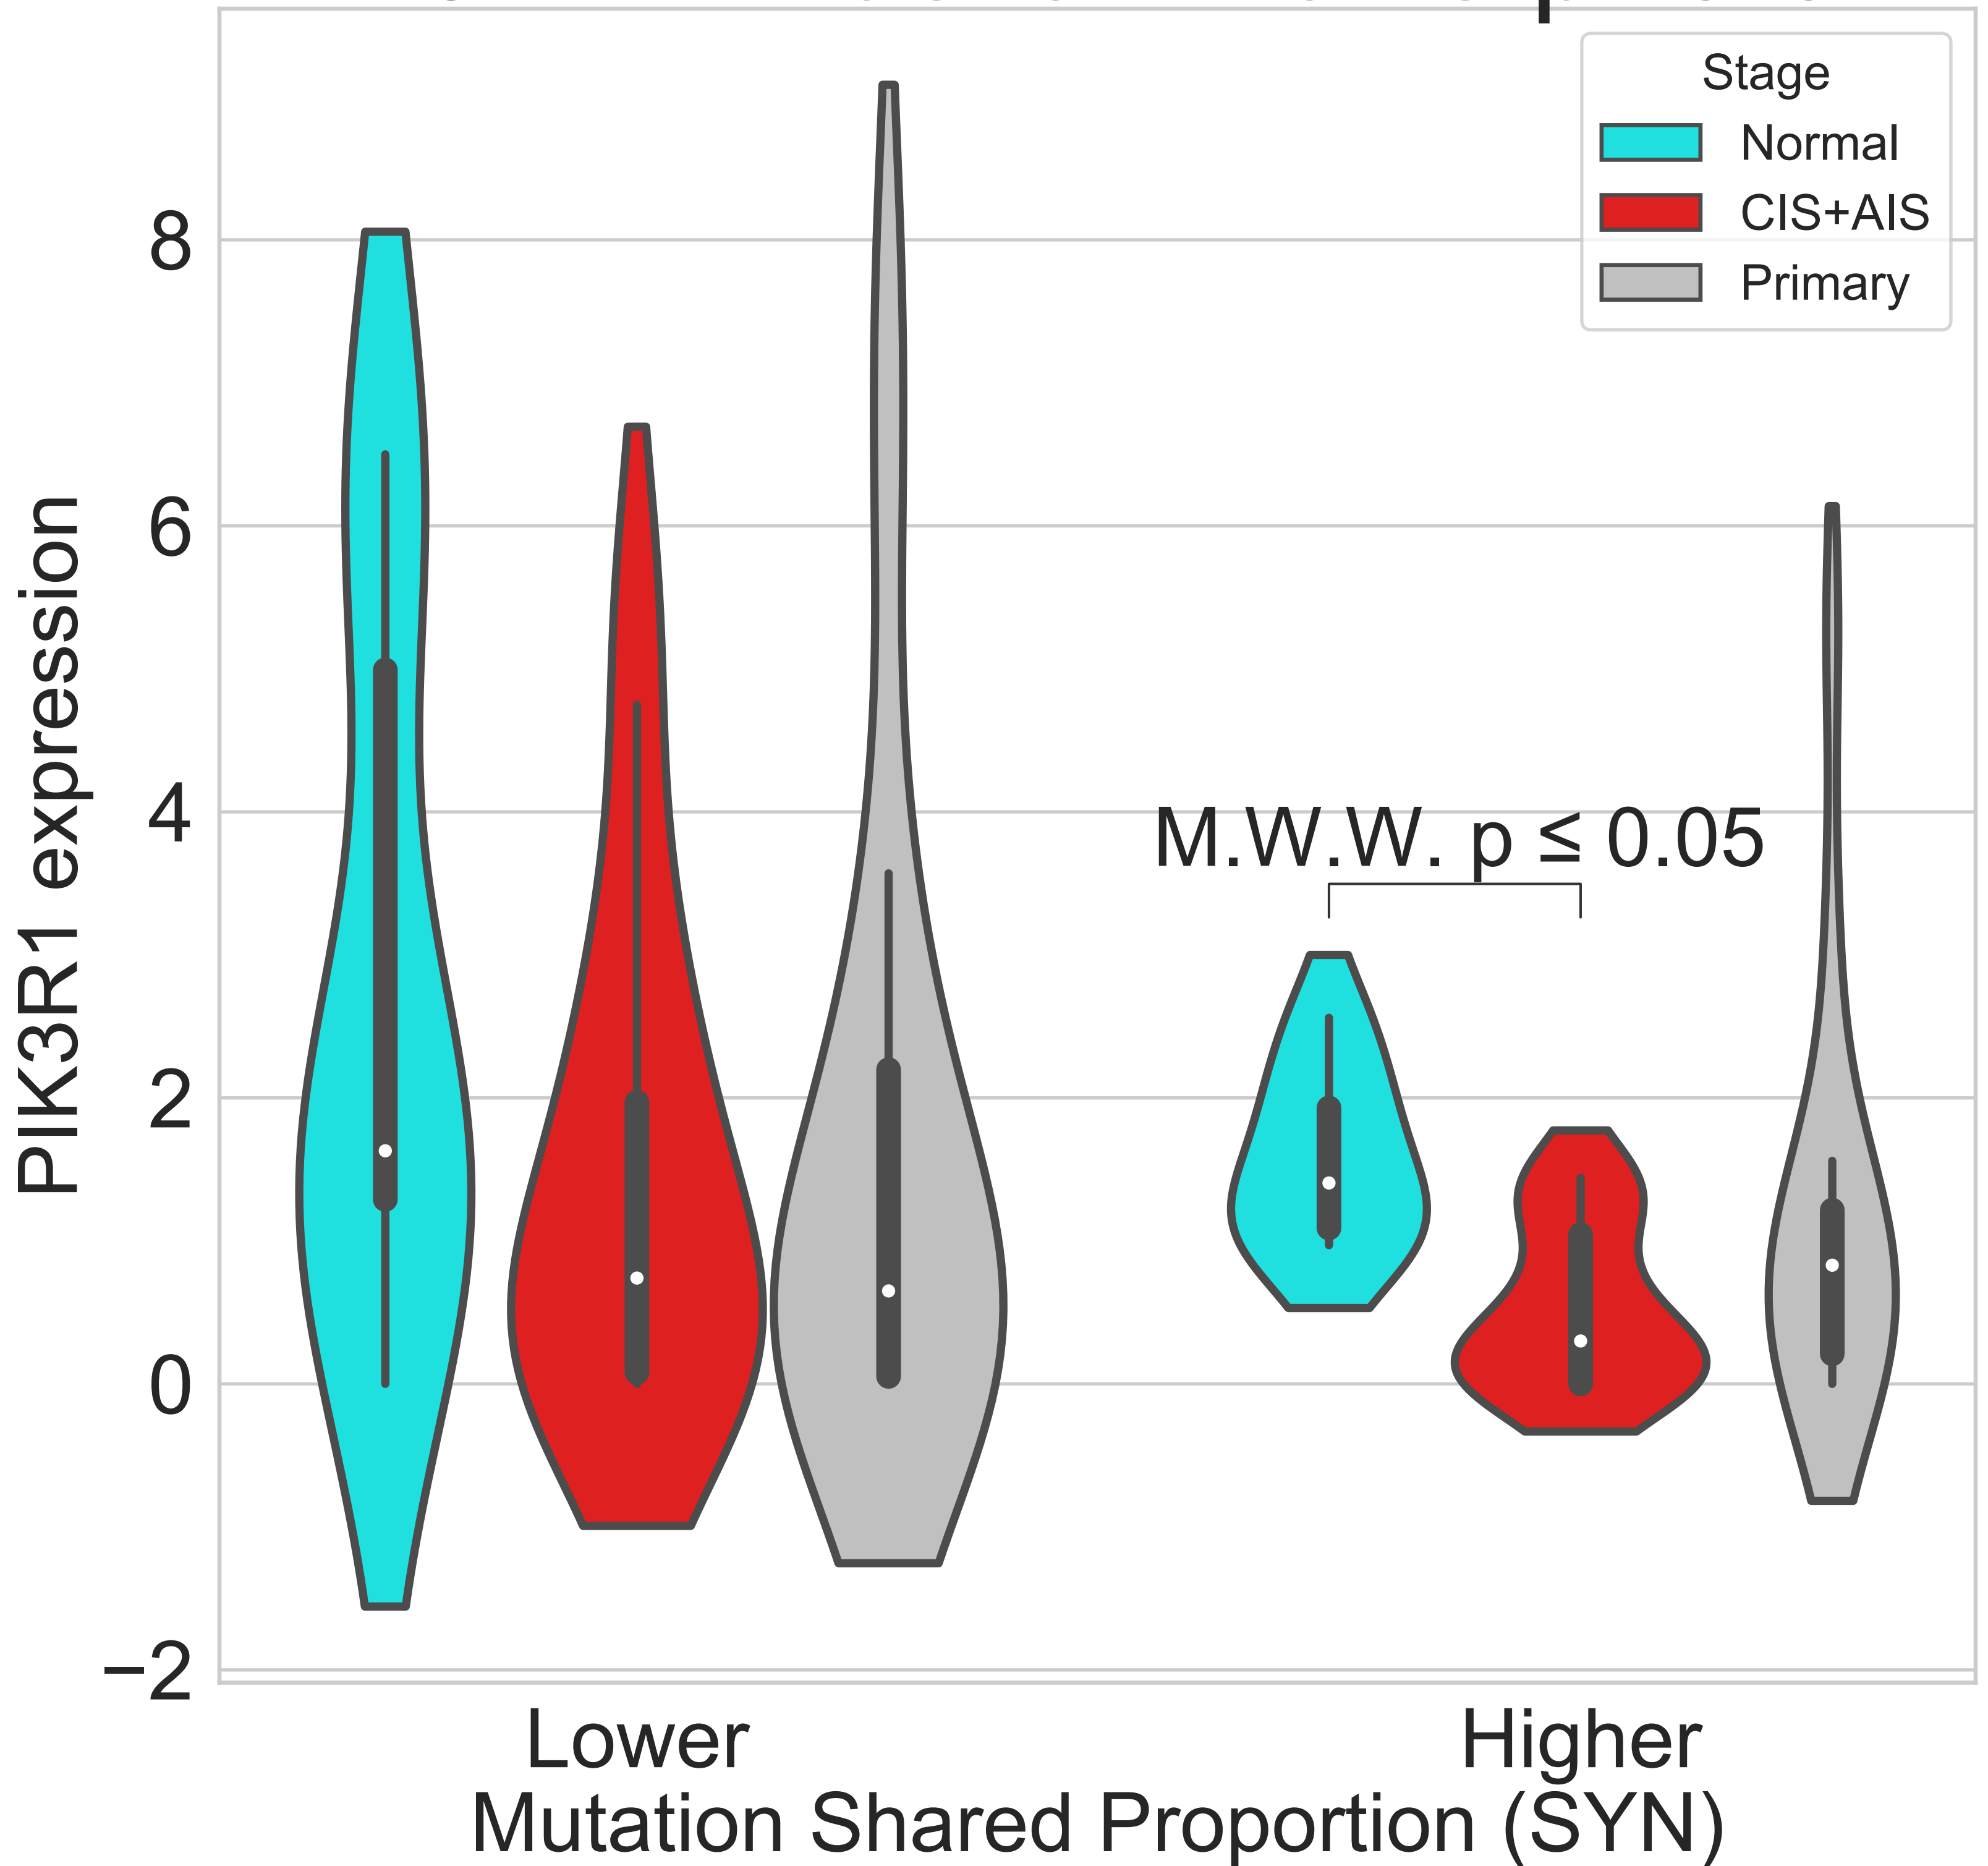 Stage
Normal
CIS+AIS
Primary
8
6
4
2
0
−2
PIK3R1 expression
M.W.W. p ≤ 0.05
Lower
Higher
Mutation Shared Proportion (SYN)